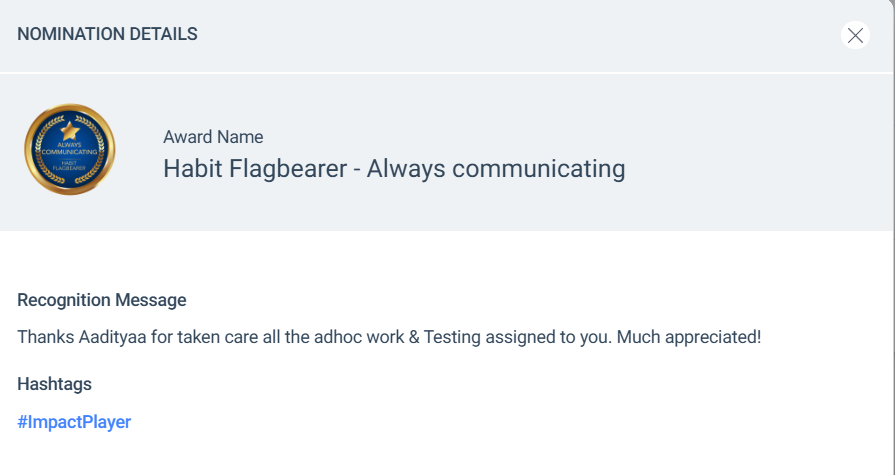 NOMINATION DETAILS
ALWAYS
COMMUNICATING
HABIT
FLAGBEARER
Award Name
Habit Flagbearer - Always communicating
Recognition Message
Thanks Aadityaa for taken care all the adhoc work & Testing assigned to you. Much appreciated!
Hashtags
#ImpactPlayer